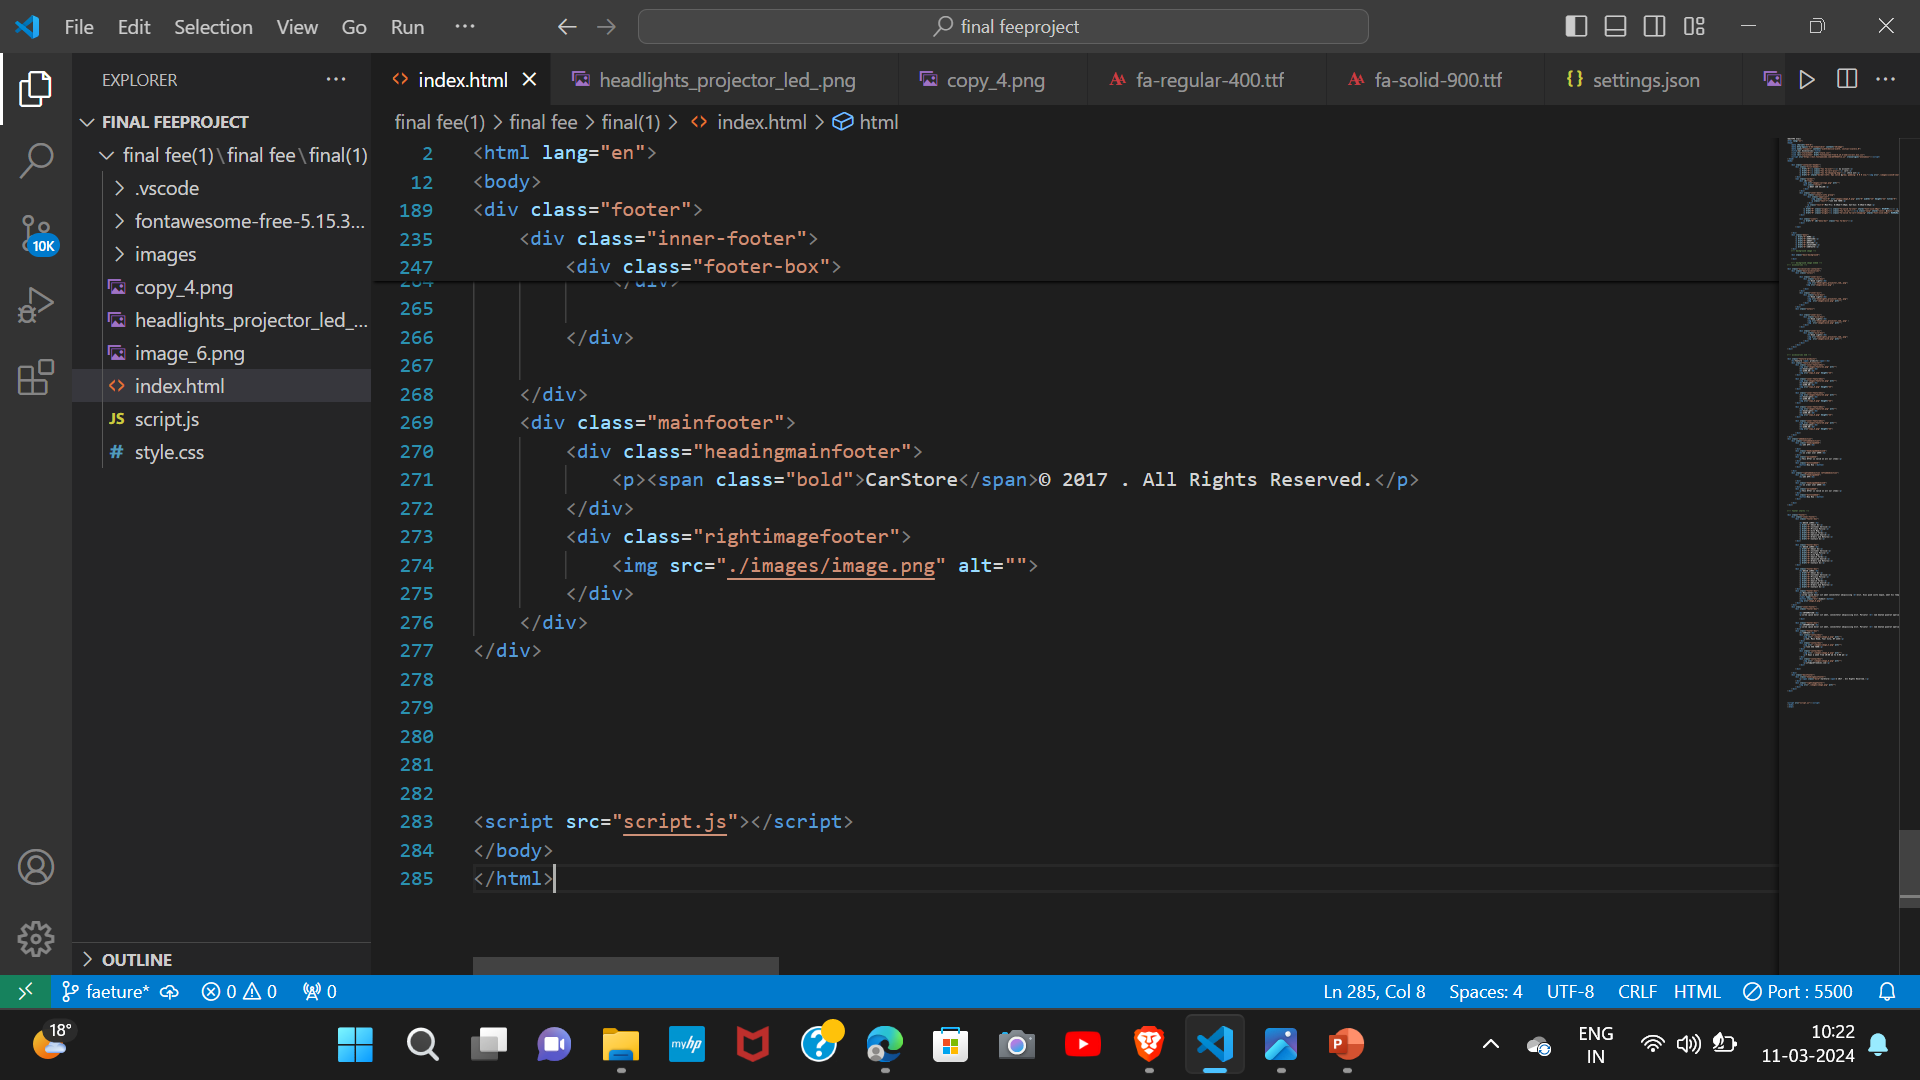 File Edit Selection View Go Run ···
final feeproject
EXPLORER ···
FINAL FEEPROJECT
final fee(1)\final fee\final(1)
.vscode
fontawesome-free-5.15.3...
images
copy_4.png
headlights_projector_led_...
image_6.png
index.html
JS script.js
# style.css
OUTLINE
index.html headlights_projector_led_.png copy_4.png fa-regular-400.ttf fa-solid-900.ttf {} settings.json
final fee(1) > final fee > final(1) > <> index.html > html
2 <html lang="en">
12 <body>
189 <div class="footer">
235 <div class="inner-footer">
247 <div class="footer-box">
264 </div>
265
266 </div>
267
268 </div>
269 <div class="mainfooter">
270 <div class="headingmainfooter">
271 <p><span class="bold">CarStore</span>© 2017 . All Rights Reserved.</p>
272 </div>
273 <div class="rightimagefooter">
274 <img src="./images/image.png" alt="">
275 </div>
276 </div>
277 </div>
278
279
280
281
282
283 <script src="script.js"></script>
284 </body>
285 </html>
10K
faeture* 0 0 0
Ln 285, Col 8 Spaces: 4 UTF-8 CRLF HTML Port : 5500
18°
myhp
P
ENG
IN
10:22
11-03-2024